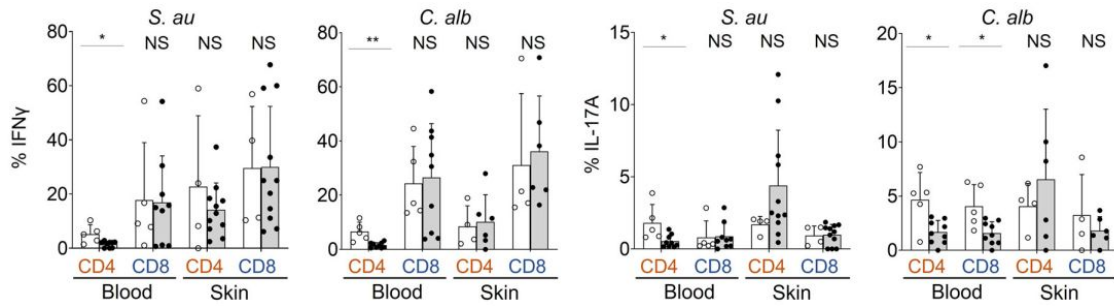 S. au
C. alb
S. au
C. alb
* NS NS NS
** NS NS NS
* NS NS NS
* * NS NS
% IFNγ
80
60
40
20
0
80
60
40
20
0
% IL-17A
15
10
5
0
20
15
10
5
0
CD4 CD8 CD4 CD8
Blood Skin
CD4 CD8 CD4 CD8
Blood Skin
CD4 CD8 CD4 CD8
Blood Skin
CD4 CD8 CD4 CD8
Blood Skin